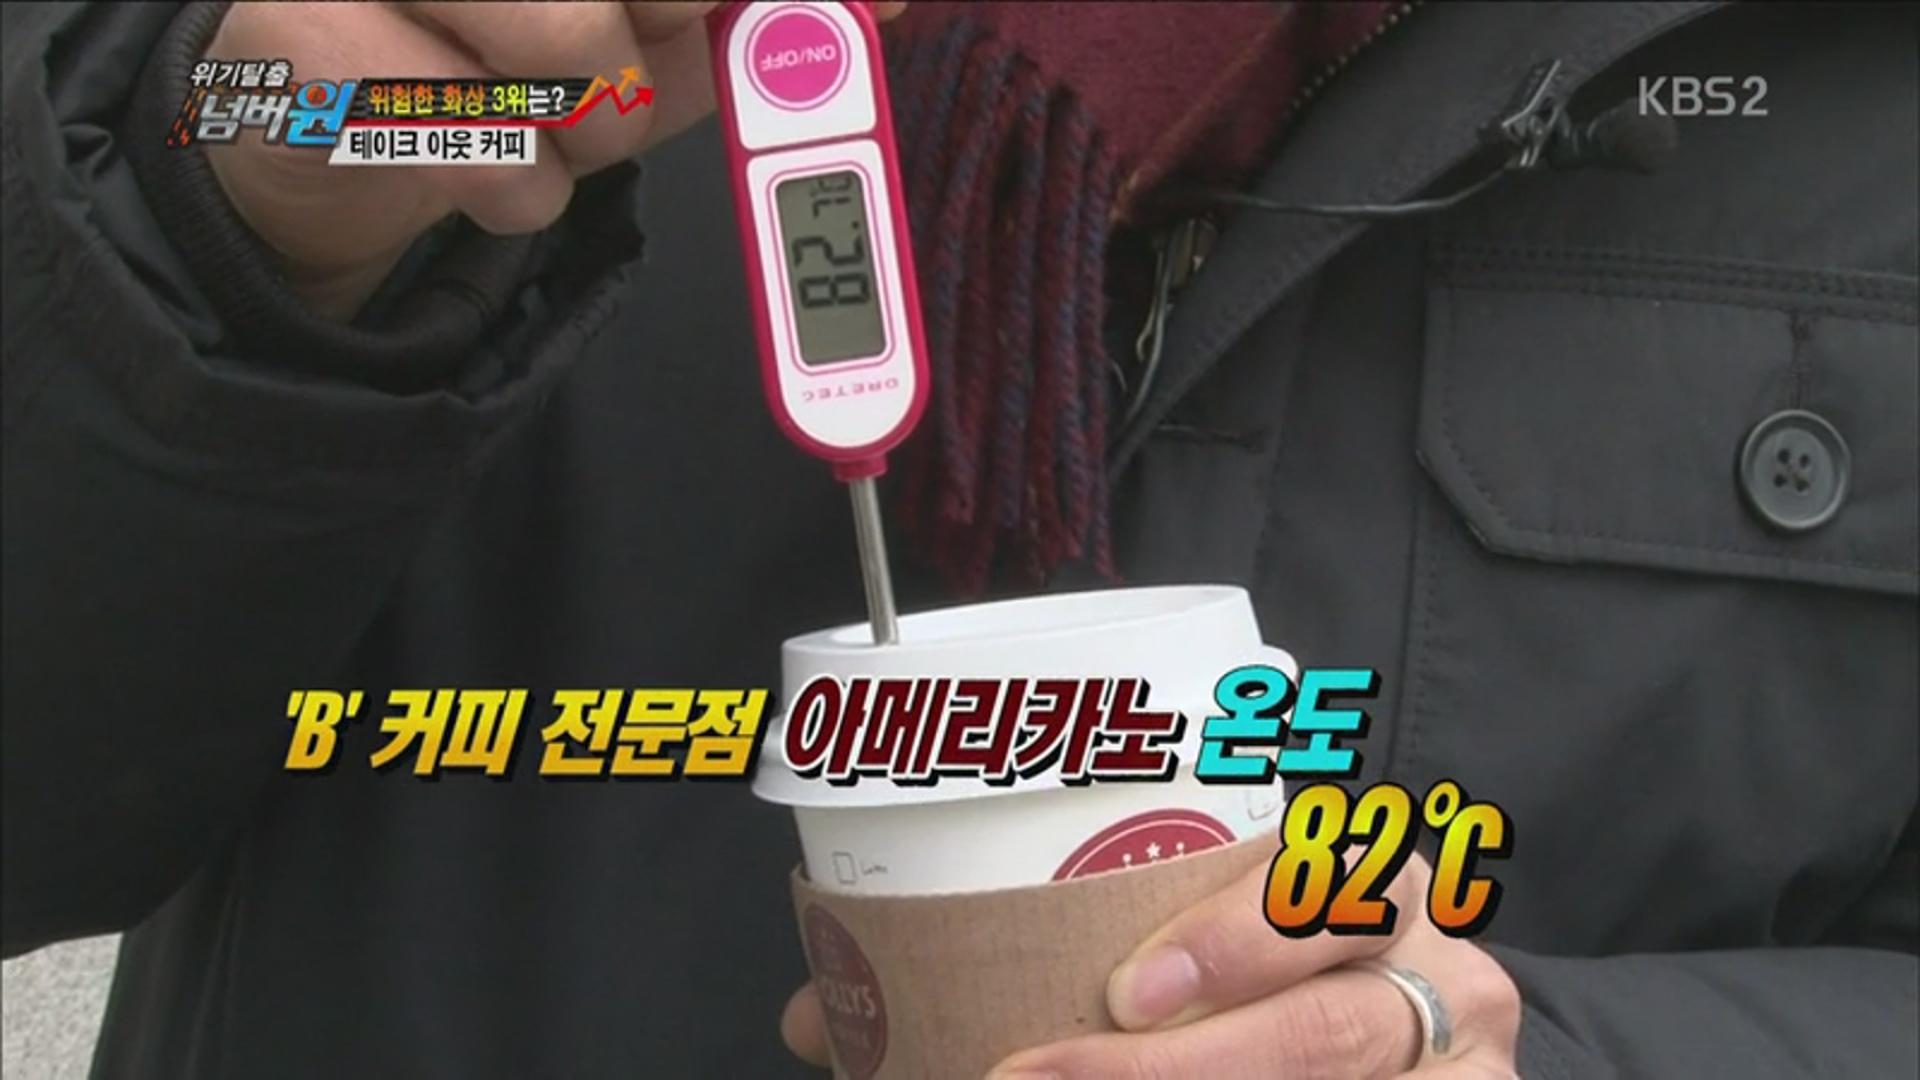 위기탈출
넘버원
위험한 화상 3위는?
테이크 아웃 커피
KBS2
ON/OFF
82.7
DRETEC
'B' 커피 전문점 아메리카노 온도
82℃